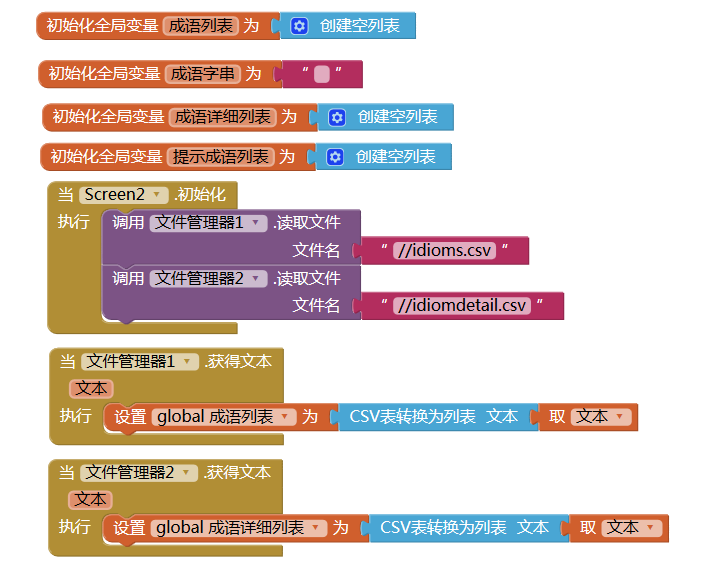 初始化全局变量 成语列表 为 创建空列表
初始化全局变量 成语字串 为 “ ”
初始化全局变量 成语详细列表 为 创建空列表
初始化全局变量 提示成语列表 为 创建空列表
当 Screen2 .初始化
执行 调用 文件管理器1 .读取文件
文件名 “ //idioms.csv “
调用 文件管理器2 .读取文件
文件名 “ //idiomdetail.csv “
当 文件管理器1 .获得文本
文本
执行 设置 global 成语列表 为 CSV表转换为列表 文本 取 文本
当 文件管理器2 .获得文本
文本
执行 设置 global 成语详细列表 为 CSV表转换为列表 文本 取 文本